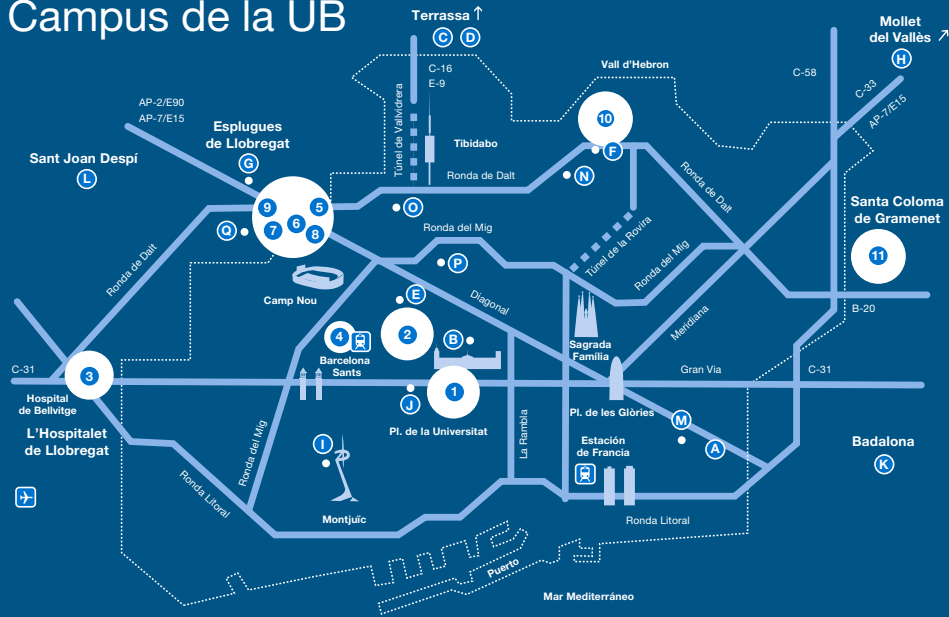 Campus de la UB
Terrassa ↑
C D
Mollet
del Vallès ↗
H
C-16
E-9
Vall d'Hebron
C-58
C-33
AP-7/E15
AP-2/E90
AP-7/E15
Túnel de Vallvidrera
Esplugues
de Llobregat
G
10
Tibidabo
F
Sant Joan Despí
L
N
Ronda de Dalt
Ronda de Dalt
9
5
6
7
8
O
Q
Santa Coloma
de Gramenet
11
Ronda del Mig
Túnel de la Rovira
Ronda del Mig
Ronda de Dalt
P
Camp Nou
E
Diagonal
B-20
Meridiana
4
2
B
Sagrada
Família
Barcelona
Sants
C-31
3
Gran Via
C-31
Hospital
de Bellvitge
1
J
Pl. de les Glòries
M
Pl. de la Universitat
L'Hospitalet
de Llobregat
Ronda del Mig
I
La Rambla
Estación
de Francia
A
Badalona
K
Ronda Litoral
Montjuïc
Ronda Litoral
Puerto
Mar Mediterráneo